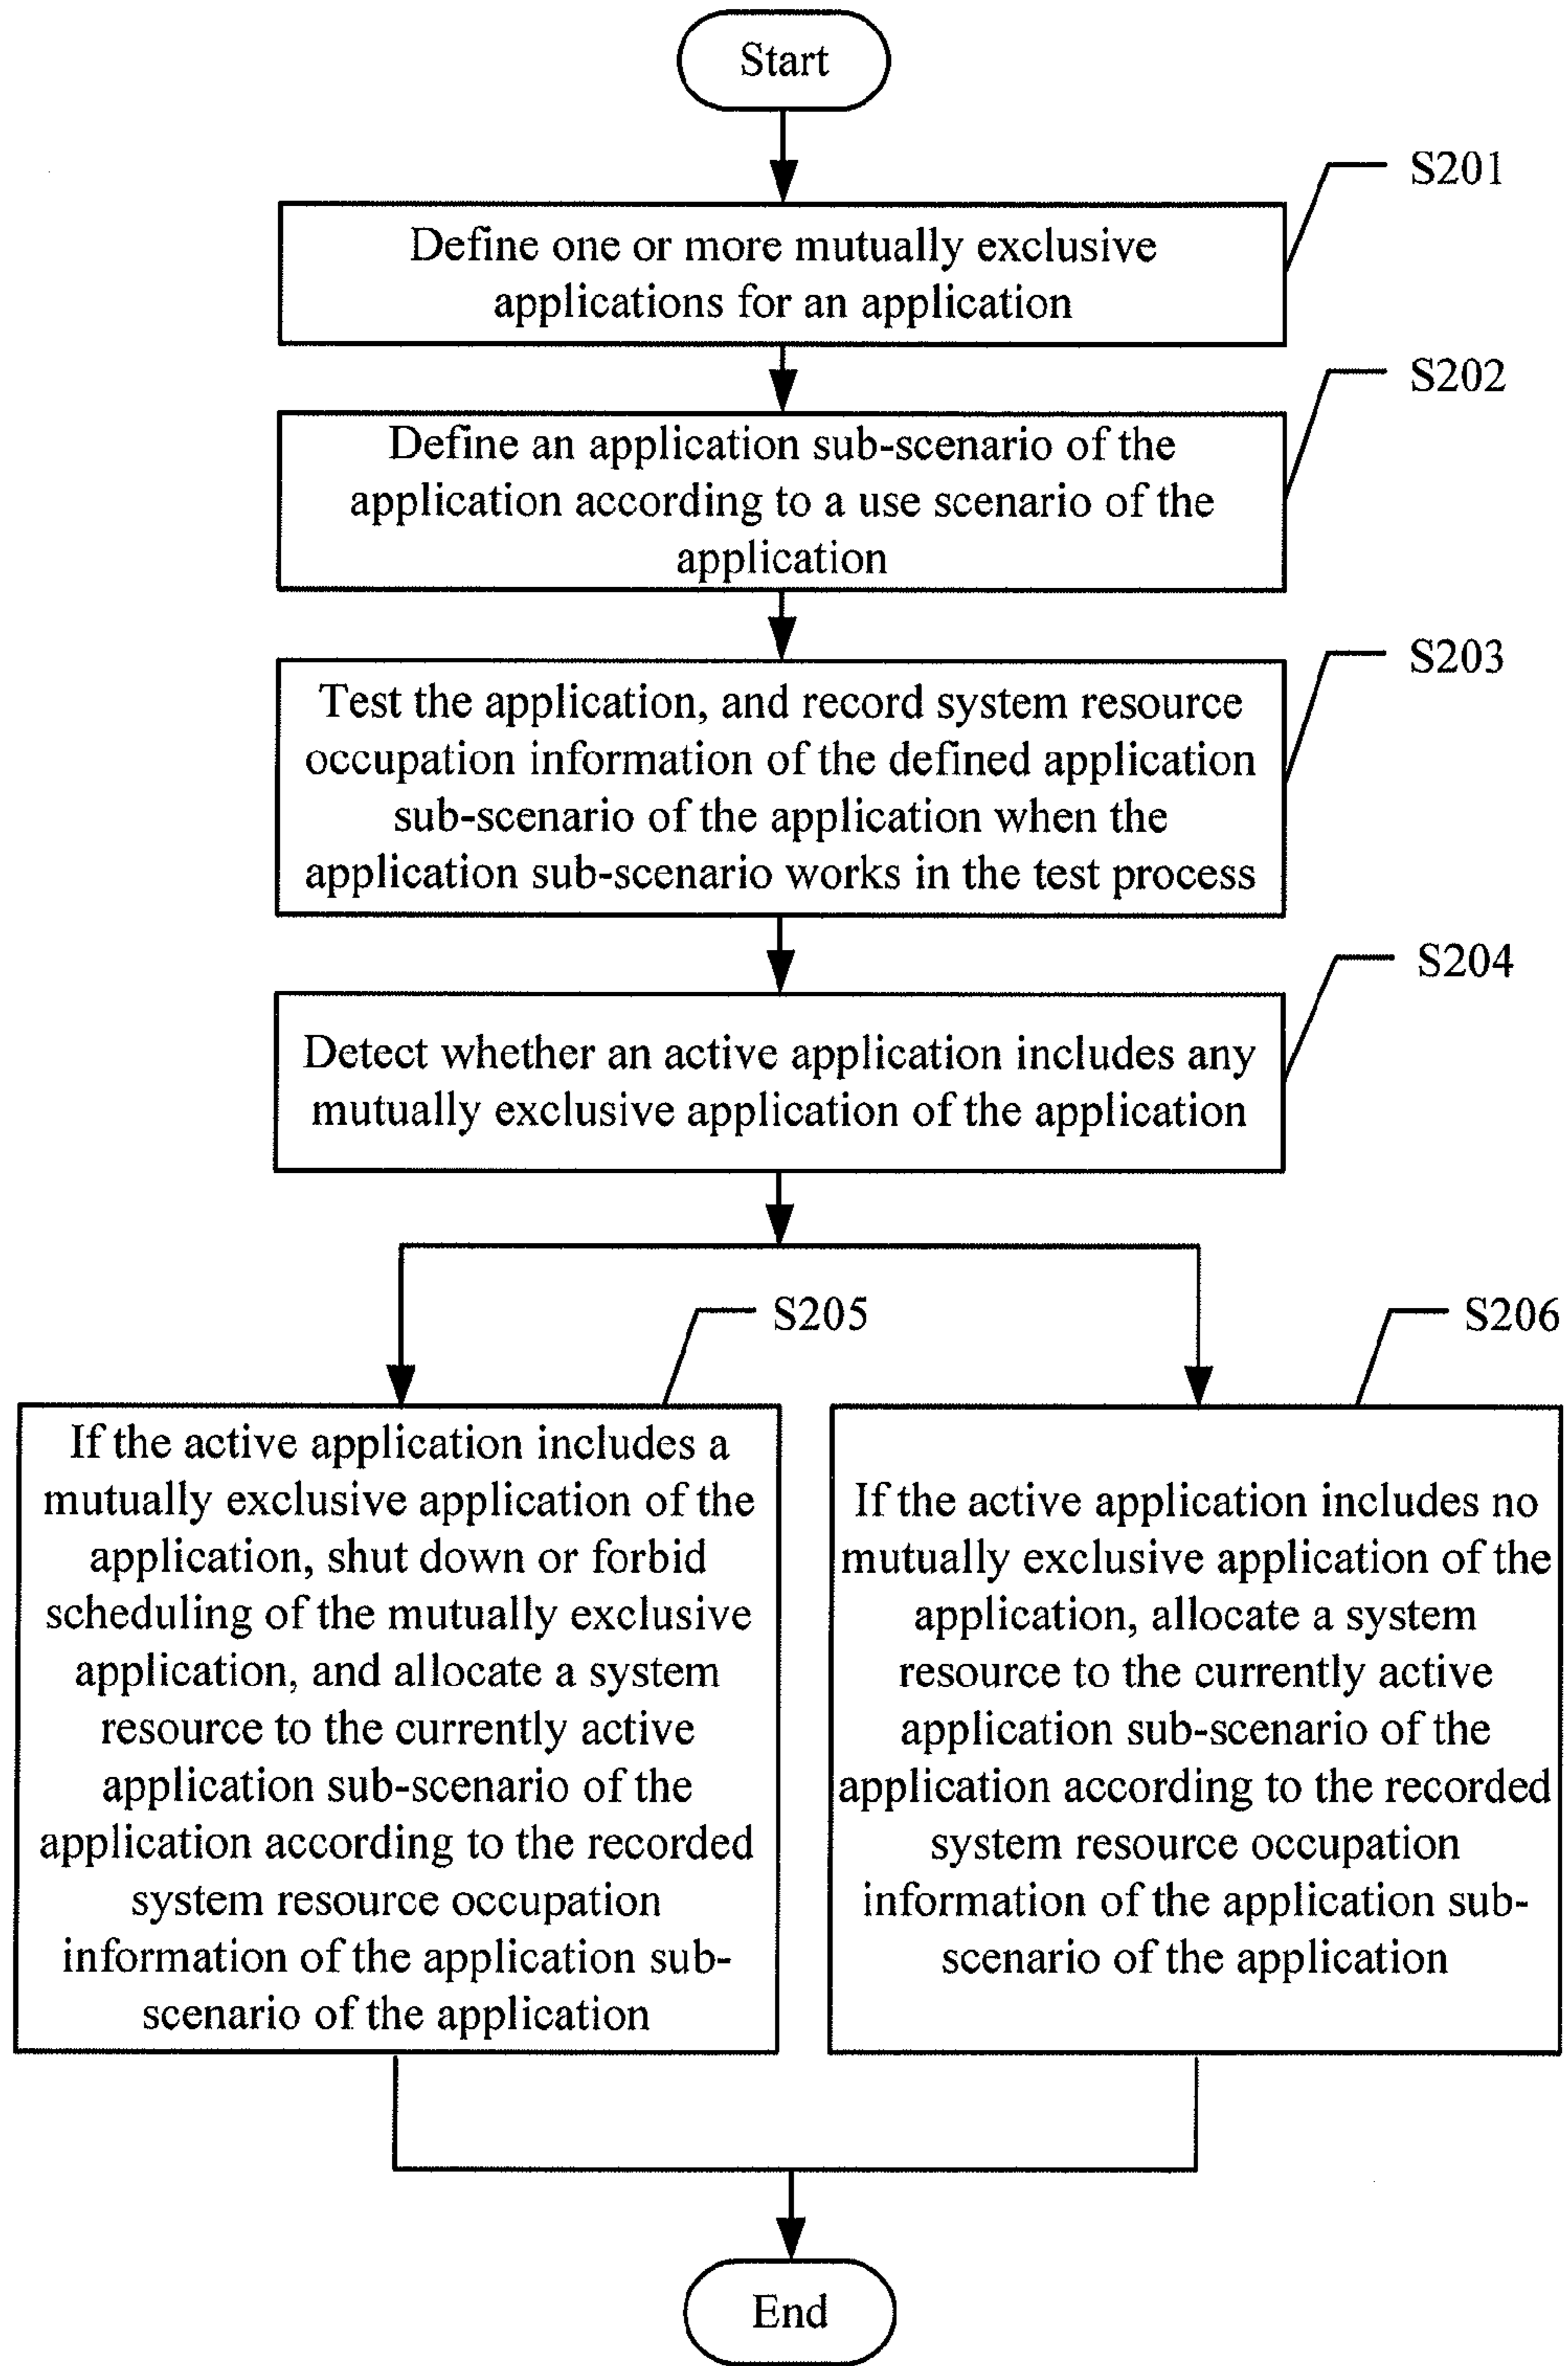 Start
S201
Define one or more mutually exclusive
applications for an application
S202
Define an application sub-scenario of the
application according to a use scenario of the
application
S203
Test the application, and record system resource
occupation information of the defined application
sub-scenario of the application when the
application sub-scenario works in the test process
S204
Detect whether an active application includes any
mutually exclusive application of the application
S205
If the active application includes a
mutually exclusive application of the
application, shut down or forbid
scheduling of the mutually exclusive
application, and allocate a system
resource to the currently active
application sub-scenario of the
application according to the recorded
system resource occupation
information of the application sub-
scenario of the application
S206
If the active application includes no
mutually exclusive application of the
application, allocate a system
resource to the currently active
application sub-scenario of the
application according to the recorded
system resource occupation
information of the application sub-
scenario of the application
End